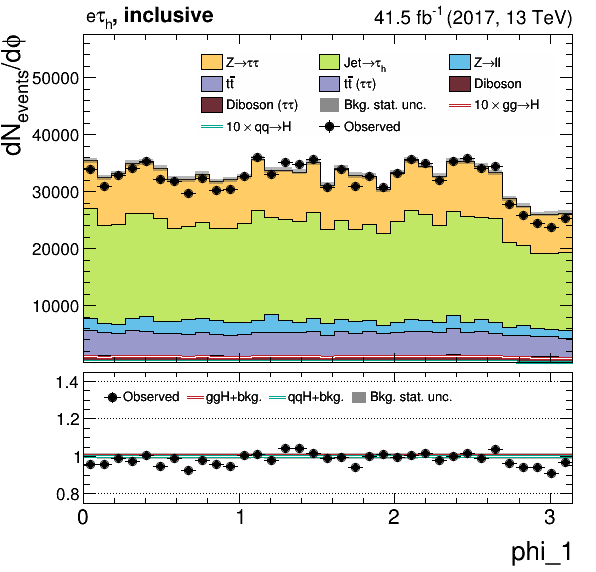 eτh, inclusive 41.5 fb-1 (2017, 13 TeV)
dNevents/dϕ
Z→ττ Jet→τh Z→ll
tt̄ tt̄ (ττ) Diboson
Diboson (ττ) Bkg. stat. unc. 10 × gg→H
10 × qq→H Observed
50000
40000
30000
20000
10000
1.4
Observed ggH+bkg. qqH+bkg. Bkg. stat. unc.
1.2
1
0.8
0 1 2 3
phi_1